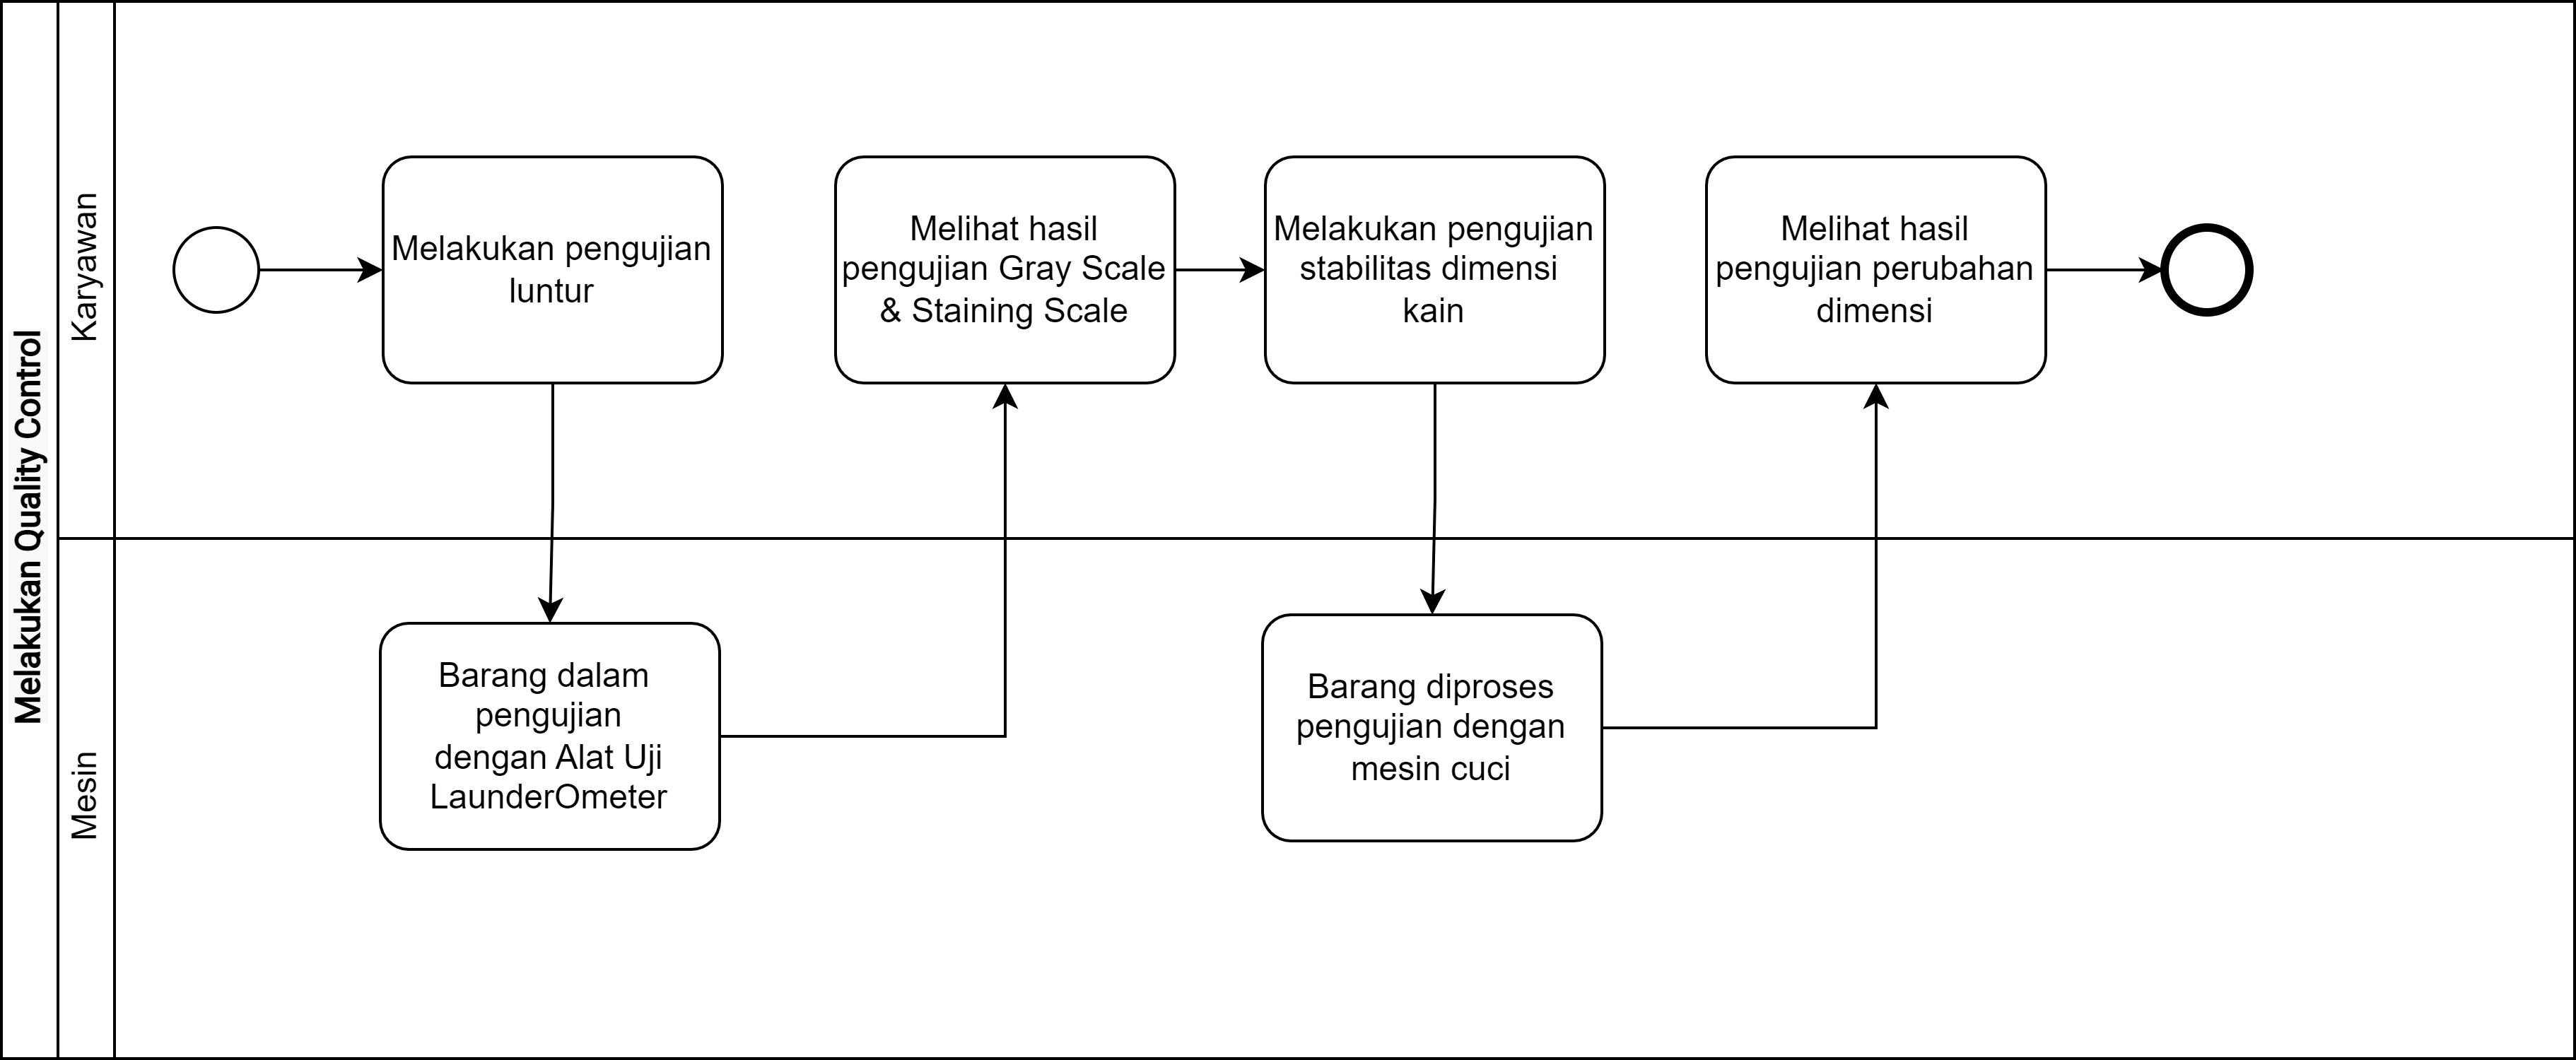 Melakukan Quality Control
Karyawan
Melakukan pengujian
luntur
Melihat hasil
pengujian Gray Scale
& Staining Scale
Melakukan pengujian
stabilitas dimensi
kain
Melihat hasil
pengujian perubahan
dimensi
Mesin
Barang dalam
pengujian
dengan Alat Uji
LaunderOmeter
Barang diproses
pengujian dengan
mesin cuci